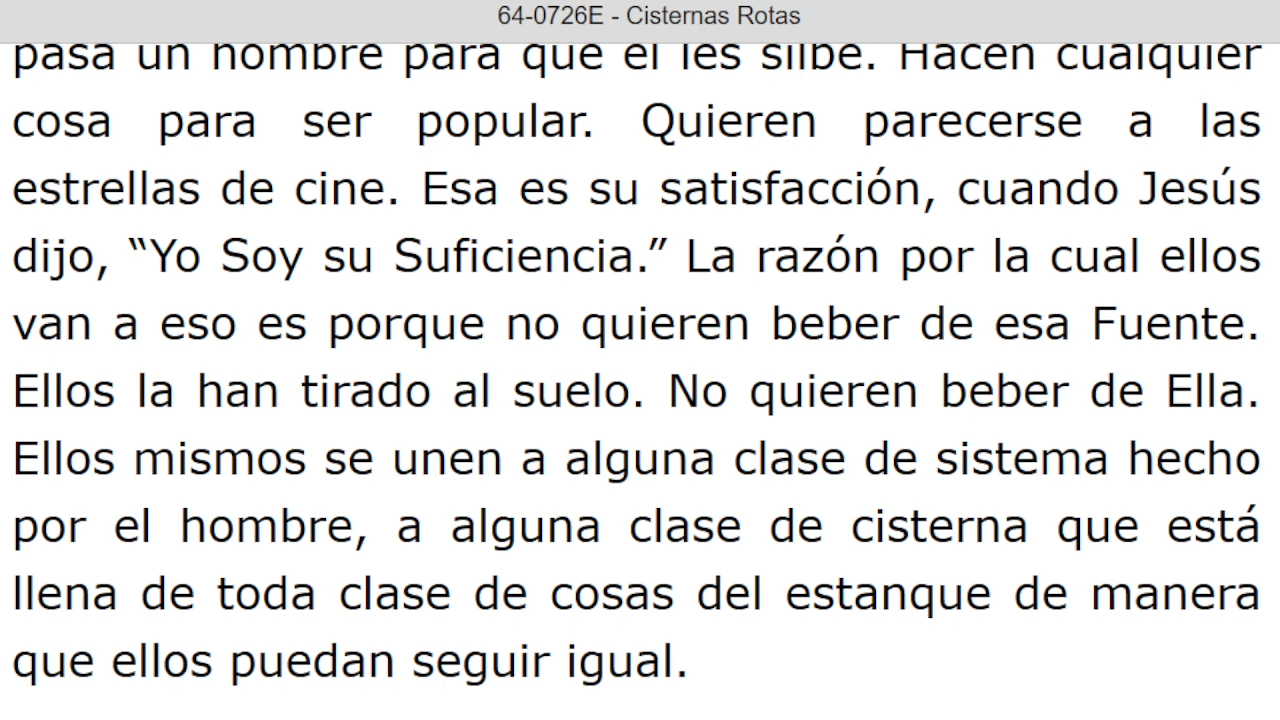 64-0726E - Cisternas Rotas
pasa un hombre para que él les silbe. Hacen cualquier
cosa para ser popular. Quieren parecerse a las
estrellas de cine. Esa es su satisfacción, cuando Jesús
dijo, “Yo Soy su Suficiencia.” La razón por la cual ellos
van a eso es porque no quieren beber de esa Fuente.
Ellos la han tirado al suelo. No quieren beber de Ella.
Ellos mismos se unen a alguna clase de sistema hecho
por el hombre, a alguna clase de cisterna que está
llena de toda clase de cosas del estanque de manera
que ellos puedan seguir igual.